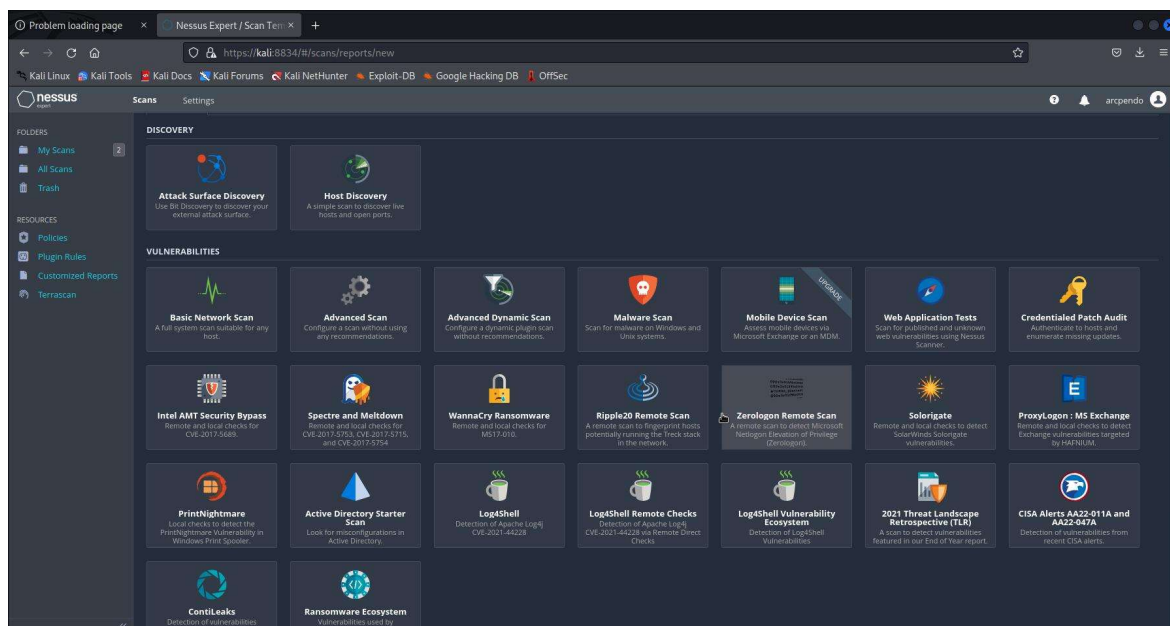 Problem loading page
Nessus Expert / Scan Tem
https://kali:8834/#/scans/reports/new
Kali Linux Kali Tools Kali Docs Kali Forums Kali NetHunter Exploit-DB Google Hacking DB OffSec
nessus
expert
Scans Settings
arcpendo
FOLDERS
My Scans 2
All Scans
Trash
RESOURCES
Policies
Plugin Rules
Customized Reports
Terrascan
DISCOVERY
Attack Surface Discovery
Use Bit Discovery to discover your
external attack surface.
Host Discovery
A simple scan to discover live
hosts and open ports.
VULNERABILITIES
Basic Network Scan
A full system scan suitable for any
host.
Advanced Scan
Configure a scan without using
any recommendations.
Advanced Dynamic Scan
Configure a dynamic plugin scan
without recommendations.
Malware Scan
Scan for malware on Windows and
Unix systems.
UPGRADE
Mobile Device Scan
Assess mobile devices via
Microsoft Exchange or an MDM.
Web Application Tests
Scan for published and unknown
web vulnerabilities using Nessus
Scanner.
Credentialed Patch Audit
Authenticate to hosts and
enumerate missing updates.
Intel AMT Security Bypass
Remote and local checks for
CVE-2017-5689.
Spectre and Meltdown
Remote and local checks for
CVE-2017-5753, CVE-2017-5715,
and CVE-2017-5754
WannaCry Ransomware
Remote and local checks for
MS17-010.
Ripple20 Remote Scan
A remote scan to fingerprint hosts
potentially running the Treck stack
in the network.
Zerologon Remote Scan
A remote scan to detect Microsoft
Netlogon Elevation of Privilege
(Zerologon).
Solorigate
Remote and local checks to detect
SolarWinds Solorigate
vulnerabilities.
E
ProxyLogon : MS Exchange
Remote and local checks to detect
Exchange vulnerabilities targeted
by HAFNIUM.
PrintNightmare
Local checks to detect the
PrintNightmare Vulnerability in
Windows Print Spooler.
Active Directory Starter
Scan
Look for misconfigurations in
Active Directory.
Log4Shell
Detection of Apache Log4j
CVE-2021-44228
Log4Shell Remote Checks
Detection of Apache Log4j
CVE-2021-44228 via Remote Direct
Checks
Log4Shell Vulnerability
Ecosystem
Detection of Log4Shell
Vulnerabilities
2021 Threat Landscape
Retrospective (TLR)
A scan to detect vulnerabilities
featured in our End of Year report.
CISA Alerts AA22-011A and
AA22-047A
Detection of vulnerabilities from
recent CISA alerts.
ContiLeaks
Detection of vulnerabilities
Ransomware Ecosystem
Vulnerabilities used by